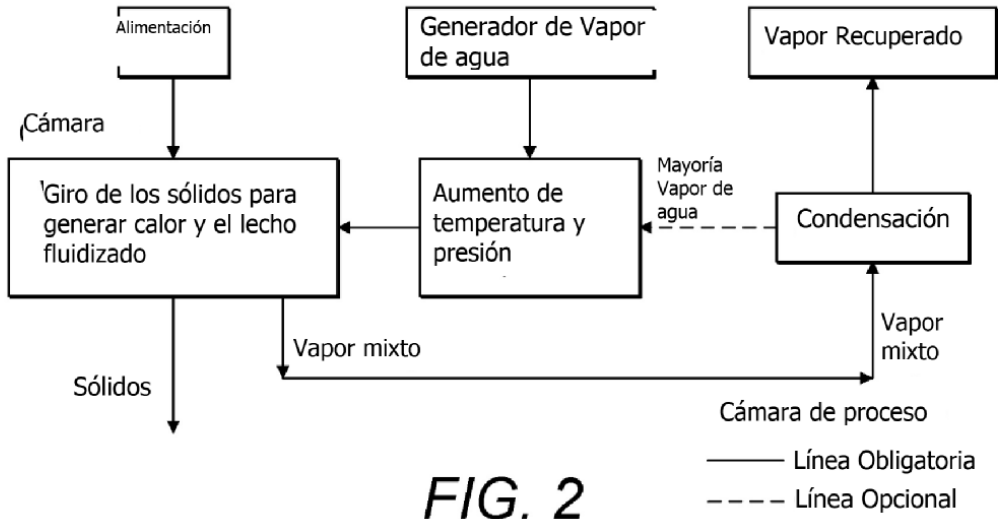 Alimentación
Generador de Vapor
de agua
Vapor Recuperado
Cámara
Giro de los sólidos para
generar calor y el lecho
fluidizado
Aumento de
temperatura y
presión
Mayoría
Vapor de
agua
Condensación
Vapor mixto
Vapor
mixto
Sólidos
Cámara de proceso
Línea Obligatoria
Línea Opcional
FIG. 2